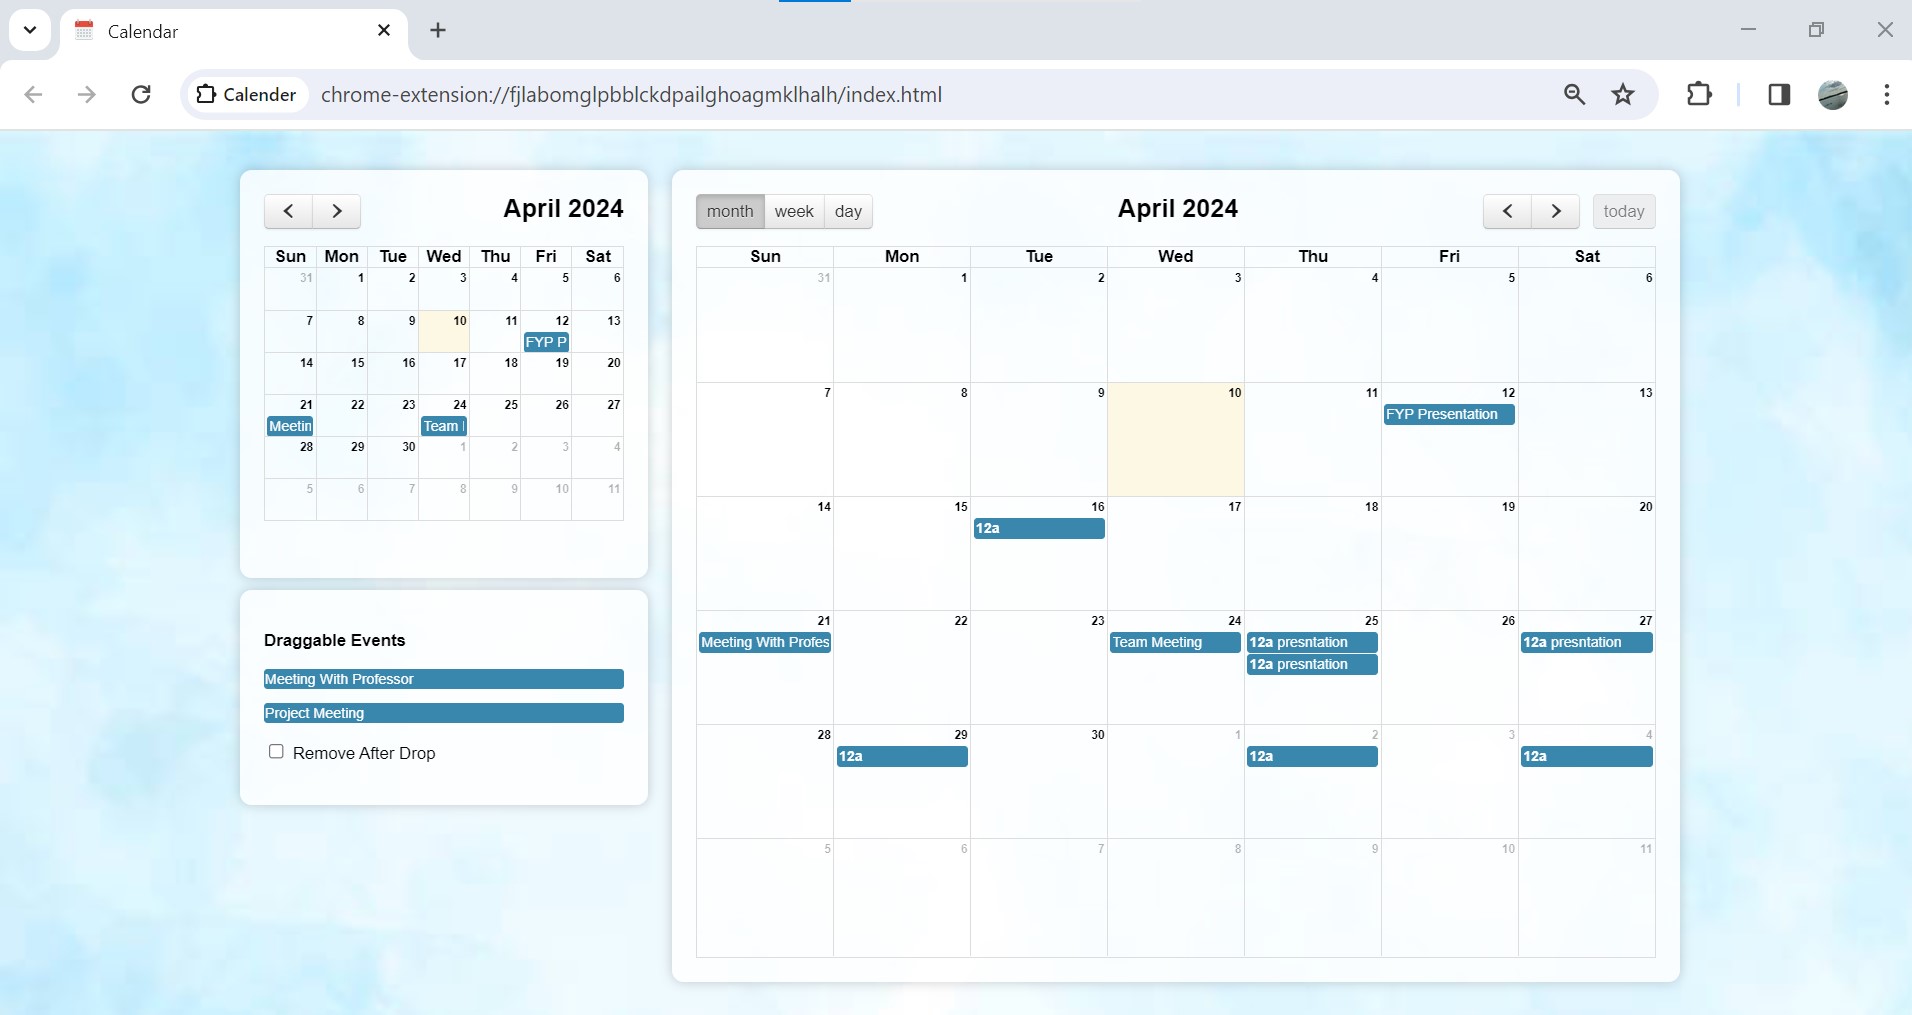 Calendar
Calender
chrome-extension://fjlabomglpbblckdpailghoagmklhalh/index.html
April 2024
Sun Mon Tue Wed Thu Fri Sat
31 1 2 3 4 5 6
7 8 9 10 11 12 13
FYP P
14 15 16 17 18 19 20
21 22 23 24 25 26 27
Meetin Team
28 29 30 1 2 3 4
5 6 7 8 9 10 11
Draggable Events
Meeting With Professor
Project Meeting
Remove After Drop
month week day April 2024 today
Sun Mon Tue Wed Thu Fri Sat
31 1 2 3 4 5 6
7 8 9 10 11 12 13
FYP Presentation
14 15 16 17 18 19 20
12a
21 22 23 24 25 26 27
Meeting With Profes Team Meeting 12a presntation 12a presntation
12a presntation
28 29 30 1 2 3 4
12a 12a 12a
5 6 7 8 9 10 11